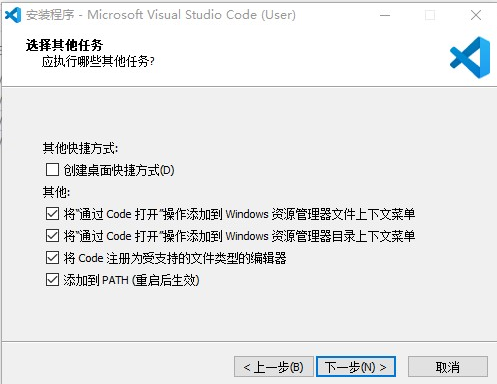 安装程序 - Microsoft Visual Studio Code (User)
选择其他任务
应执行哪些其他任务?
其他快捷方式:
创建桌面快捷方式(D)
其他:
将“通过 Code 打开”操作添加到 Windows 资源管理器文件上下文菜单
将“通过 Code 打开”操作添加到 Windows 资源管理器目录上下文菜单
将 Code 注册为受支持的文件类型的编辑器
添加到 PATH (重启后生效)
< 上一步(B) 下一步(N) > 取消